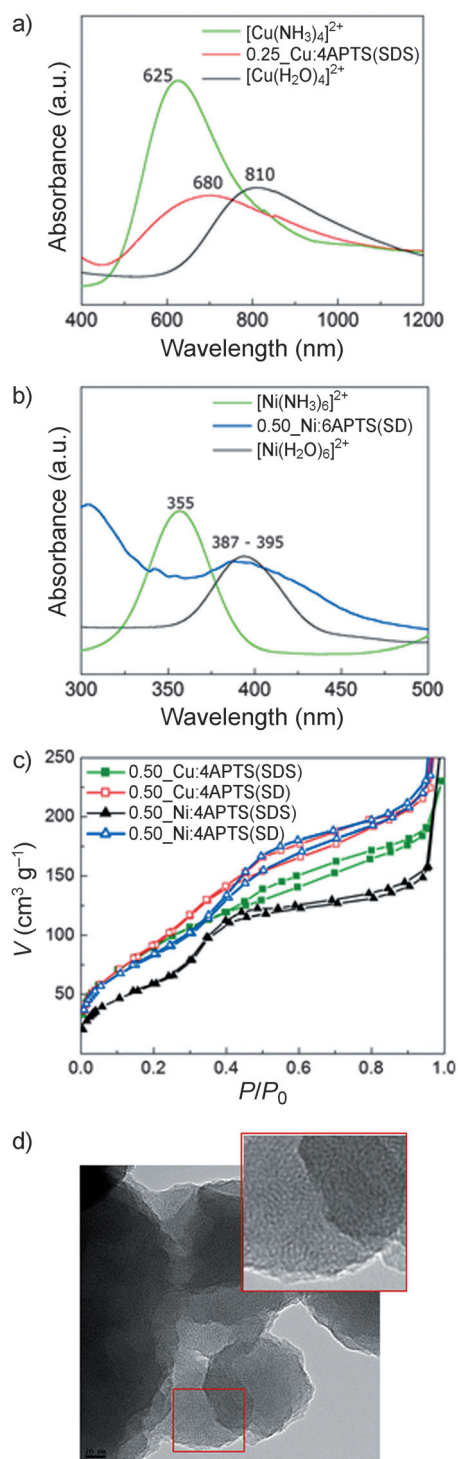 a)
[Cu(NH₃)₄]²⁺
0.25_Cu:4APTS(SDS)
[Cu(H₂O)₄]²⁺
625
680
810
Absorbance (a.u.)
400 600 800 1000 1200
Wavelength (nm)
b)
[Ni(NH₃)₆]²⁺
0.50_Ni:6APTS(SD)
[Ni(H₂O)₆]²⁺
355
387 - 395
Absorbance (a.u.)
300 350 400 450 500
Wavelength (nm)
c)
250
200
150
100
50
0.50_Cu:4APTS(SDS)
0.50_Cu:4APTS(SD)
0.50_Ni:4APTS(SDS)
0.50_Ni:4APTS(SD)
V (cm³ g⁻¹)
0.0 0.2 0.4 0.6 0.8 1.0
P/P₀
d)